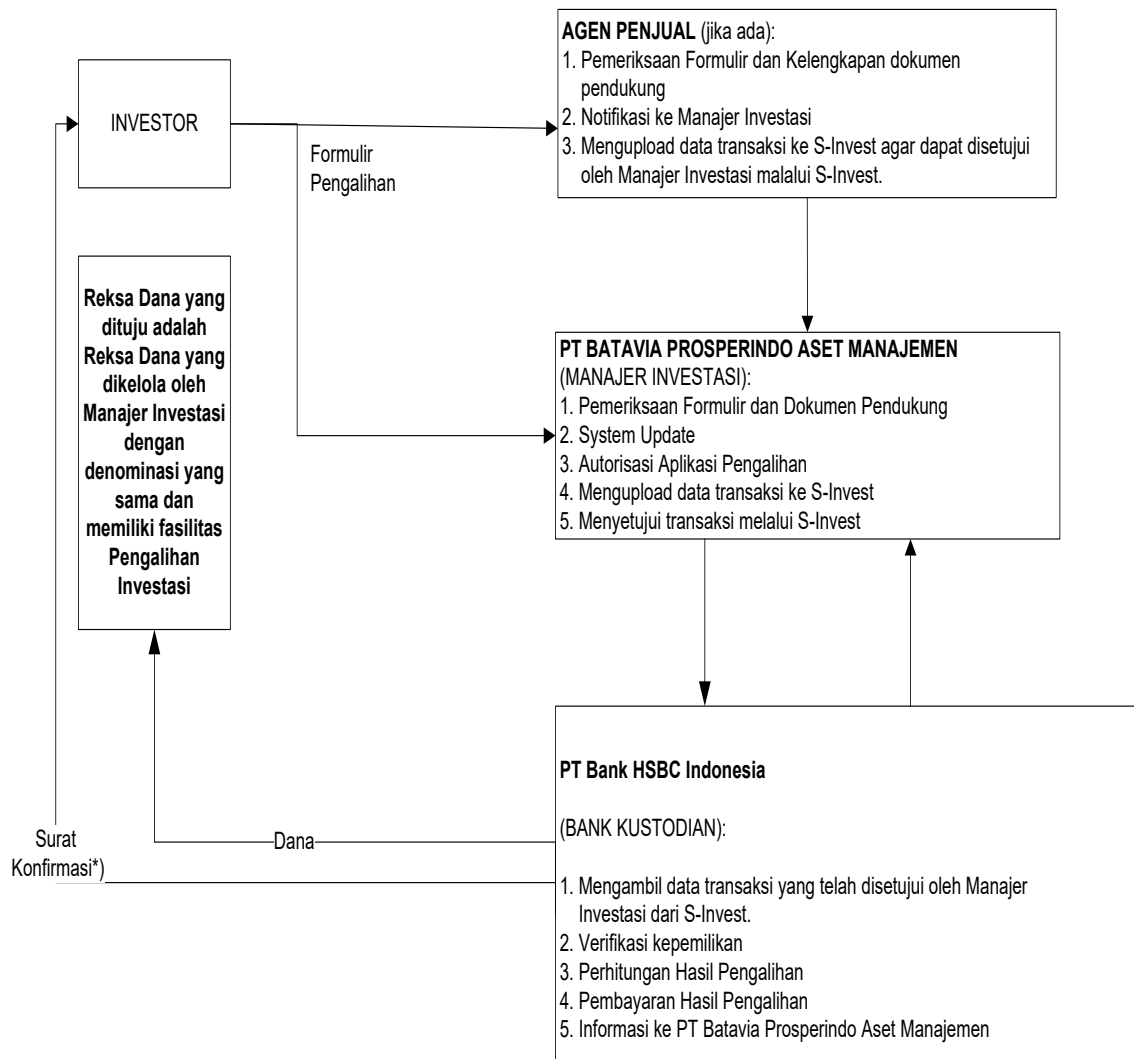 INVESTOR
Formulir
Pengalihan
AGEN PENJUAL (jika ada):
1. Pemeriksaan Formulir dan Kelengkapan dokumen
pendukung
2. Notifikasi ke Manajer Investasi
3. Mengupload data transaksi ke S-Invest agar dapat disetujui
oleh Manajer Investasi malalui S-Invest.
Reksa Dana yang
dituju adalah
Reksa Dana yang
dikelola oleh
Manajer Investasi
dengan
denominasi yang
sama dan
memiliki fasilitas
Pengalihan
Investasi
PT BATAVIA PROSPERINDO ASET MANAJEMEN
(MANAJER INVESTASI):
1. Pemeriksaan Formulir dan Dokumen Pendukung
2. System Update
3. Autorisasi Aplikasi Pengalihan
4. Mengupload data transaksi ke S-Invest
5. Menyetujui transaksi melalui S-Invest
Surat
Konfirmasi*)
Dana
PT Bank HSBC Indonesia
(BANK KUSTODIAN):
1. Mengambil data transaksi yang telah disetujui oleh Manajer
Investasi dari S-Invest.
2. Verifikasi kepemilikan
3. Perhitungan Hasil Pengalihan
4. Pembayaran Hasil Pengalihan
5. Informasi ke PT Batavia Prosperindo Aset Manajemen